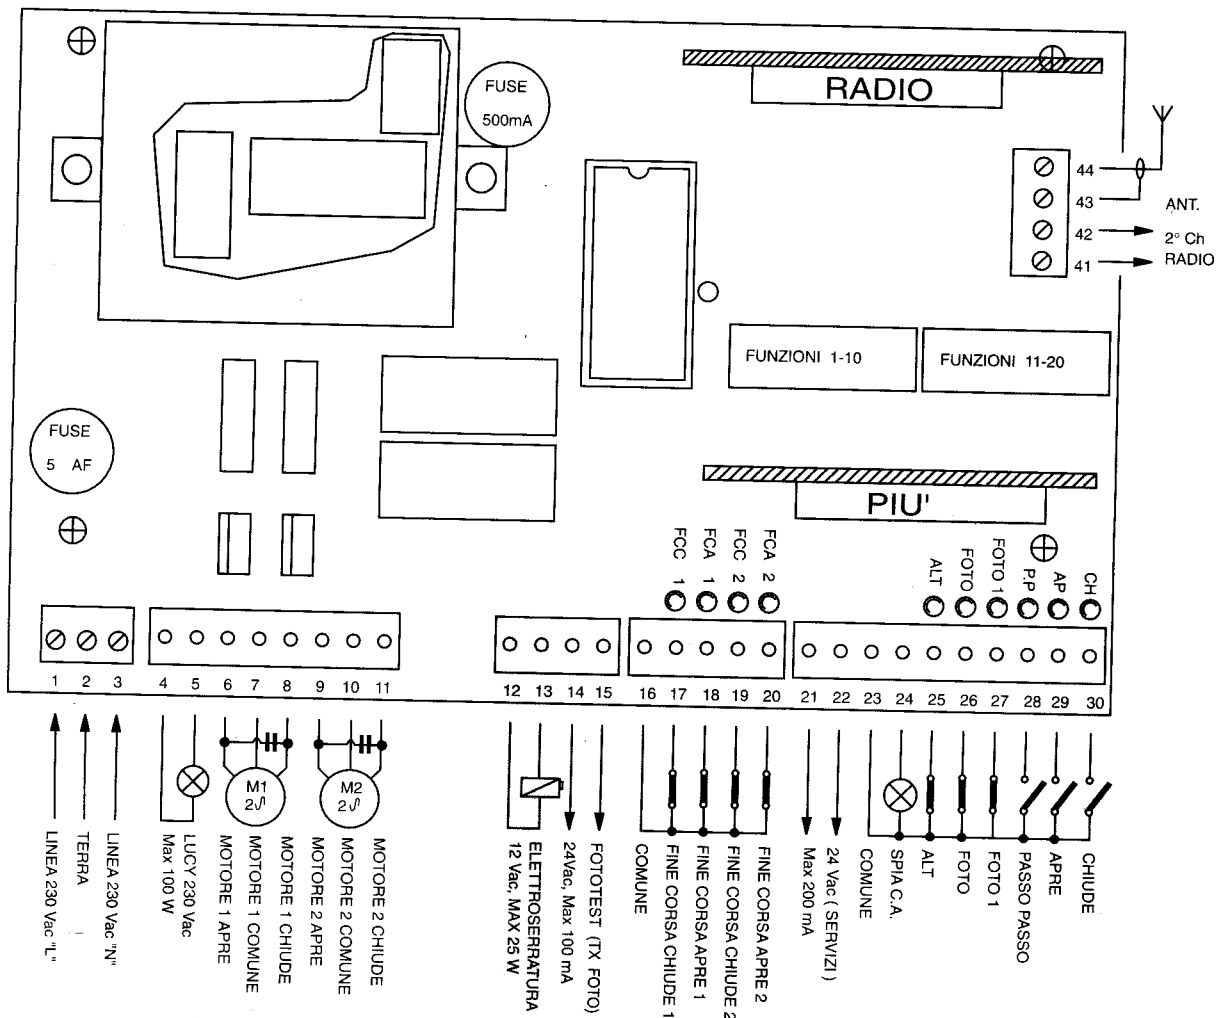 FUSE
500mA
RADIO
44
43
42
41
ANT.
2° Ch
RADIO
FUNZIONI 1-10
FUNZIONI 11-20
FUSE
5 AF
PIU'
FCC 1
FCA 1
FCC 2
FCA 2
ALT
FOTO
FOTO 1
P.P
AP
CH
1 2 3 4 5 6 7 8 9 10 11 12 13 14 15 16 17 18 19 20 21 22 23 24 25 26 27 28 29 30
M1
2
M2
2
LINEA 230 Vac "L"
TERRA
LINEA 230 Vac "N"
LUCY 230 Vac
Max 100 W
MOTORE 1 APRE
MOTORE 1 COMUNE
MOTORE 1 CHIUDE
MOTORE 2 APRE
MOTORE 2 COMUNE
MOTORE 2 CHIUDE
ELETTROSERRATURA
12 Vac, MAX 25 W
24Vac, Max 100 mA
FOTOTEST (TX FOTO)
COMUNE
FINE CORSA CHIUDE 1
FINE CORSA APRE 1
FINE CORSA CHIUDE 2
FINE CORSA APRE 2
24 Vac ( SERVIZI )
Max 200 mA
COMUNE
SPIA C.A.
ALT
FOTO
FOTO 1
PASSO PASSO
APRE
CHIUDE